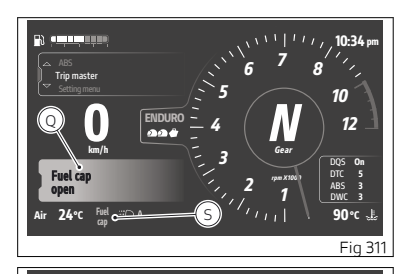 10:34 pm
ABS
Trip master
Setting menu
0
km/h
ENDURO
Q
Fuel cap
open
Air 24°C
Fuel
cap
A
S
1
2
3
4
5
6
7
8
10
12
N
Gear
rpm X1000
DQS On
DTC 5
ABS 3
DWC 3
90°C
Fig 311